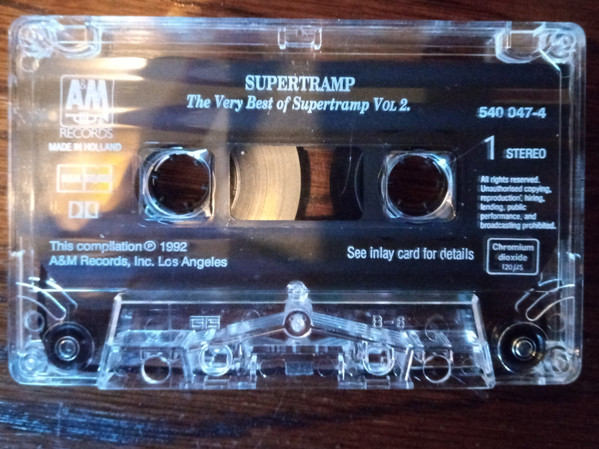 SUPERTRAMP
The Very Best of Supertramp VOL 2.
A&M
RECORDS
MADE IN HOLLAND
540 047-4
1 STEREO
All rights reserved.
Unauthorised copying,
reproduction, hiring,
lending, public
performance, and
broadcasting prohibited.
This compilation ℗ 1992
A&M Records, Inc. Los Angeles
See inlay card for details
Chromium
dioxide
120 µs